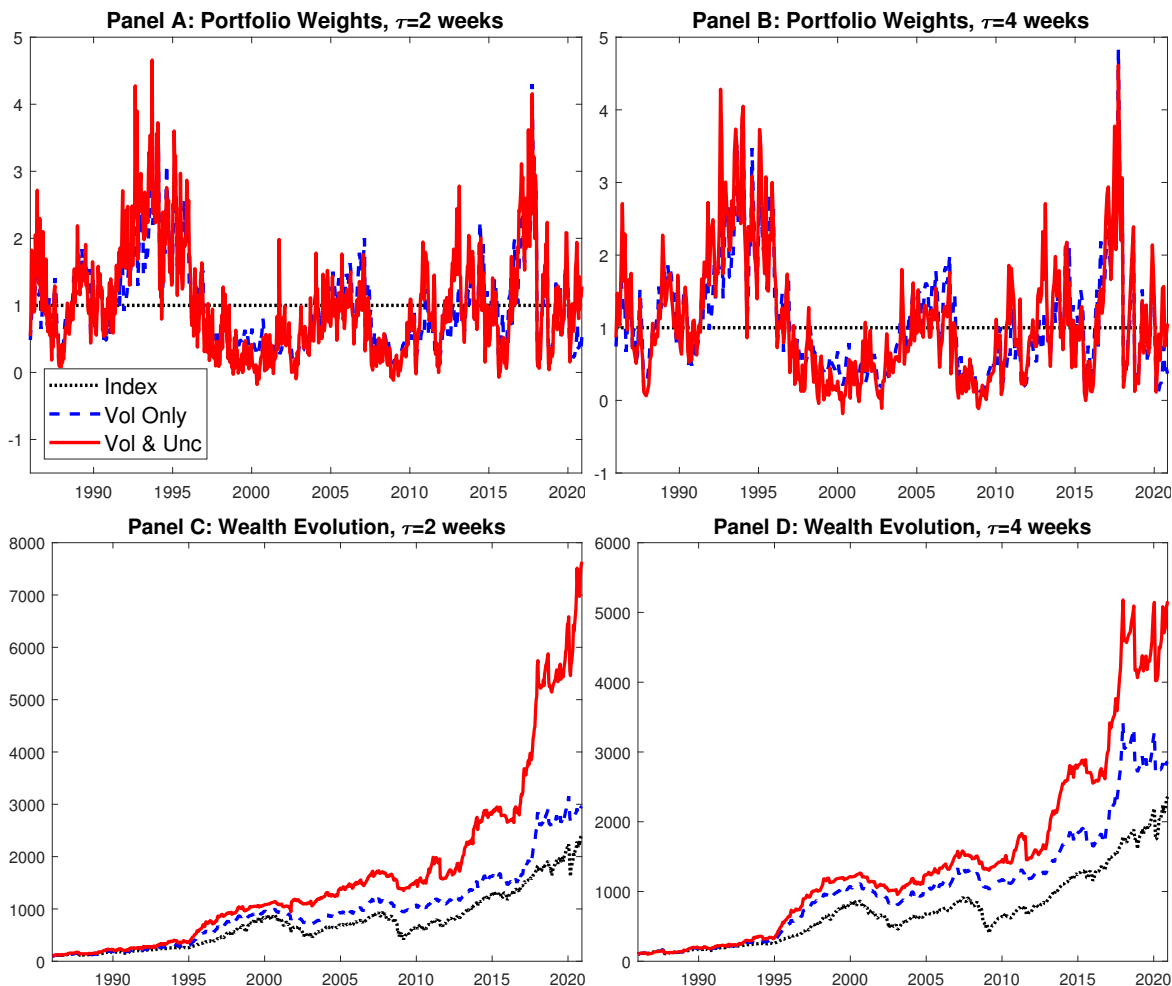 Panel A: Portfolio Weights, τ=2 weeks
5
4
3
2
1
0
-1
1990 1995 2000 2005 2010 2015 2020
Index
Vol Only
Vol & Unc
Panel B: Portfolio Weights, τ=4 weeks
5
4
3
2
1
0
-1
1990 1995 2000 2005 2010 2015 2020
Panel C: Wealth Evolution, τ=2 weeks
8000
7000
6000
5000
4000
3000
2000
1000
0
1990 1995 2000 2005 2010 2015 2020
Panel D: Wealth Evolution, τ=4 weeks
6000
5000
4000
3000
2000
1000
0
1990 1995 2000 2005 2010 2015 2020